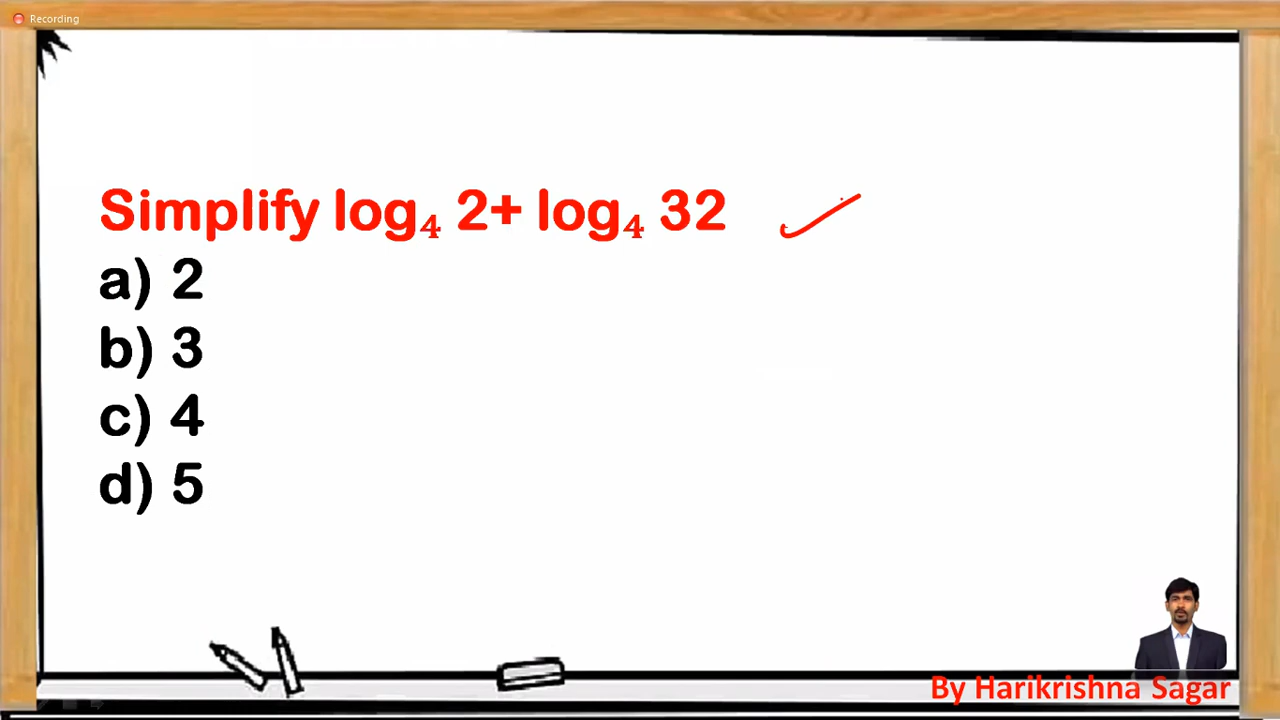 Recording
Simplify log₄ 2+ log₄ 32
a) 2
b) 3
c) 4
d) 5
By Harikrishna Sagar